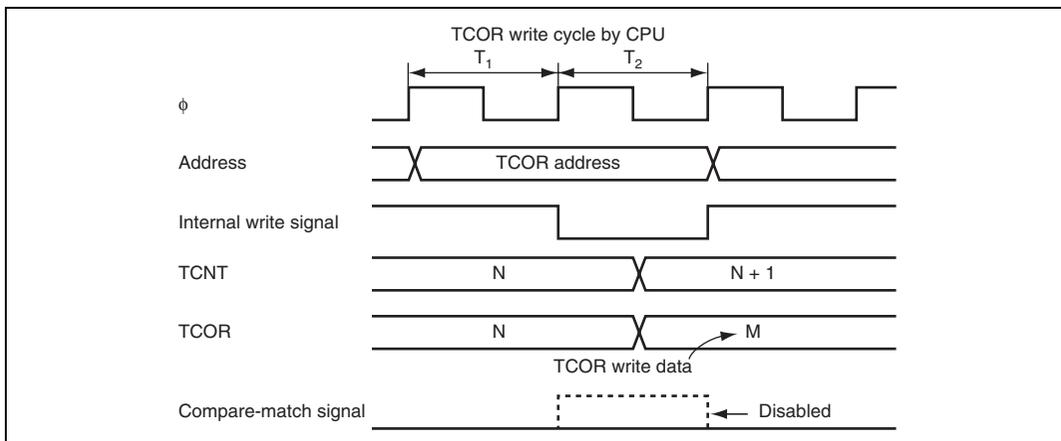 TCOR write cycle by CPU
T1 T2
ϕ
Address TCOR address
Internal write signal
TCNT N N + 1
TCOR N M
TCOR write data
Compare-match signal Disabled